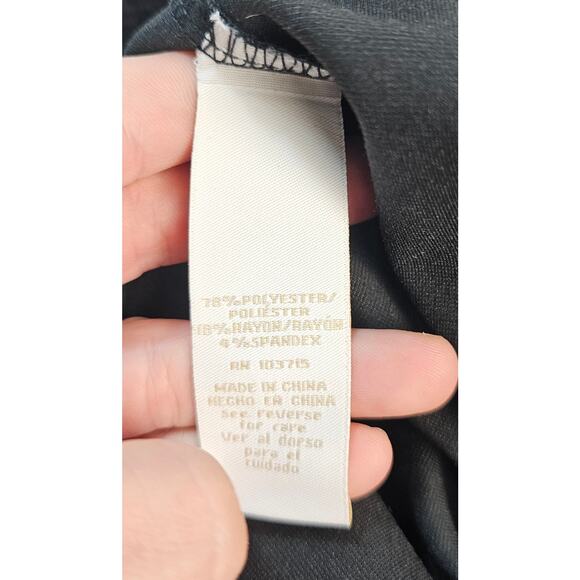 78%POLYESTER/
POLIÉSTER
18%RAYON/RAYÓN
4%SPANDEX
RN 103715
MADE IN CHINA
HECHO EN CHINA
see reverse
for care
Ver al dorso
para el
cuidado